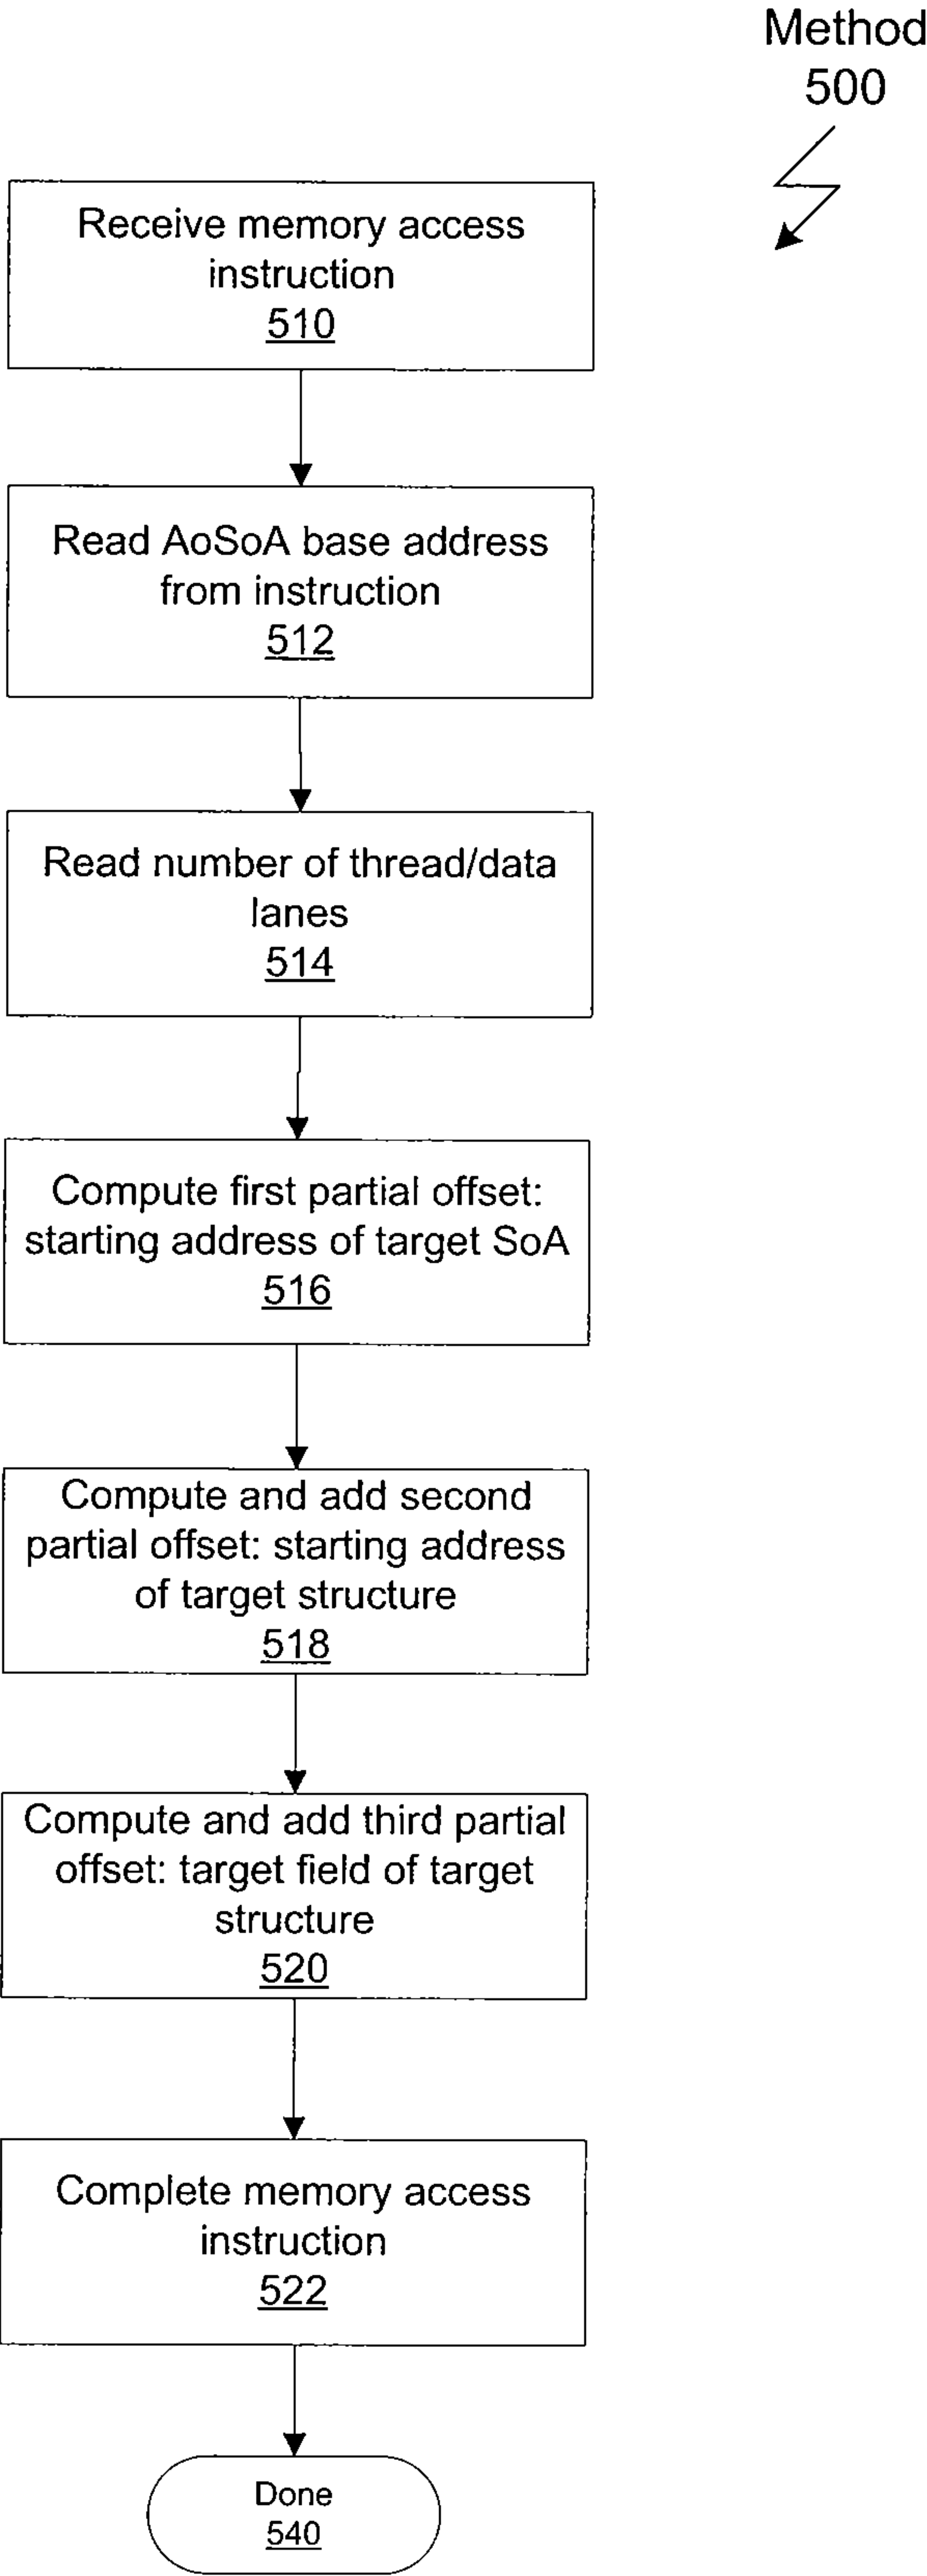 Method
500
Receive memory access
instruction
510
Read AoSoA base address
from instruction
512
Read number of thread/data
lanes
514
Compute first partial offset:
starting address of target SoA
516
Compute and add second
partial offset: starting address
of target structure
518
Compute and add third partial
offset: target field of target
structure
520
Complete memory access
instruction
522
Done
540